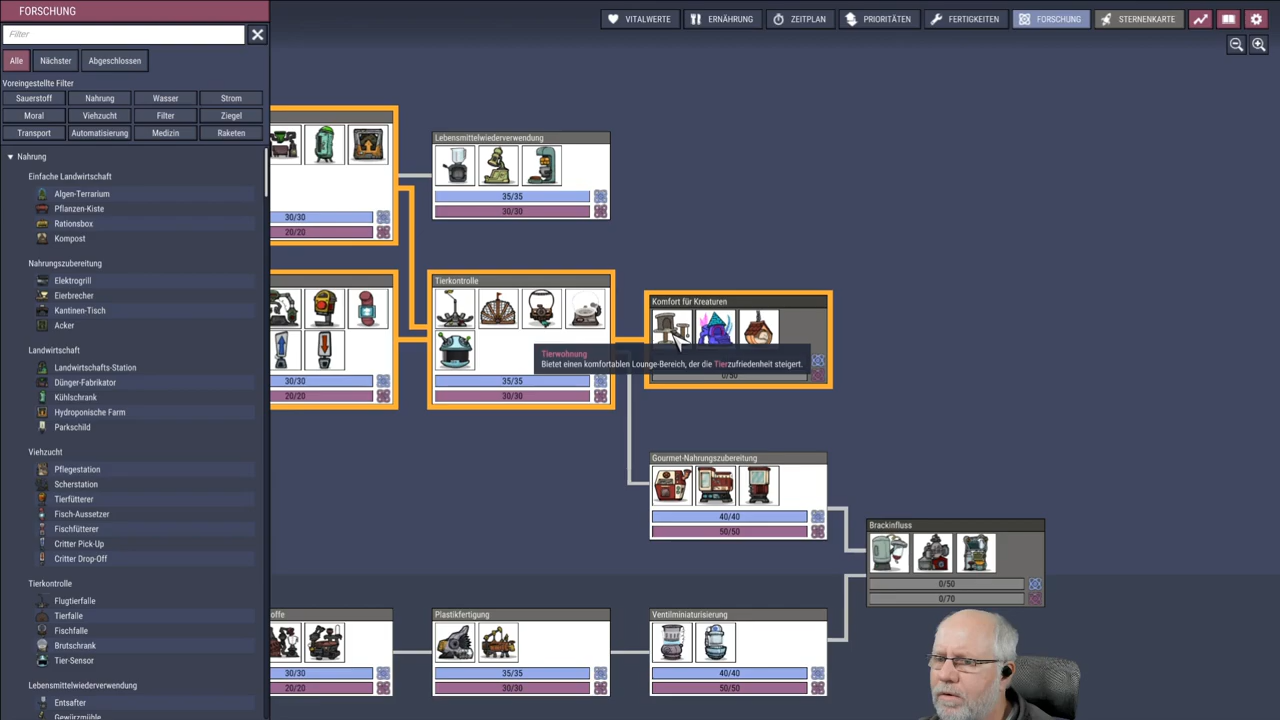 FORSCHUNG
VITALWERTE
ERNÄHRUNG
ZEITPLAN
PRIORITÄTEN
FERTIGKEITEN
FORSCHUNG
STERNENKARTE
Filter
Alle
Nächster
Abgeschlossen
Voreingestellte Filter
Sauerstoff
Nahrung
Wasser
Strom
Moral
Viehzucht
Filter
Ziegel
Transport
Automatisierung
Medizin
Raketen
Nahrung
Einfache Landwirtschaft
Algen-Terrarium
Pflanzen-Kiste
Rationsbox
Kompost
Nahrungszubereitung
Elektrogrill
Eierbrecher
Kantinen-Tisch
Acker
Landwirtschaft
Landwirtschafts-Station
Dünger-Fabrikator
Kühlschrank
Hydroponische Farm
Parkschild
Viehzucht
Pflegestation
Scherstation
Tierfütterer
Fisch-Aussetzer
Fischfütterer
Critter Pick-Up
Critter Drop-Off
Tierkontrolle
Flugtierfalle
Tierfalle
Fischfalle
Brutschrank
Tier-Sensor
Lebensmittelwiederverwendung
Entsafter
Gewürzmühle
30/30
20/20
Lebensmittelwiederverwendung
35/35
30/30
30/30
20/20
Tierkontrolle
35/35
30/30
Komfort für Kreaturen
0/50
Tierwohnung
Bietet einen komfortablen Lounge-Bereich, der die Tierzufriedenheit steigert.
Gourmet-Nahrungszubereitung
40/40
50/50
Brackinfluss
0/50
0/70
offe
30/30
20/20
Plastikfertigung
35/35
30/30
Ventilminiaturisierung
40/40
50/50